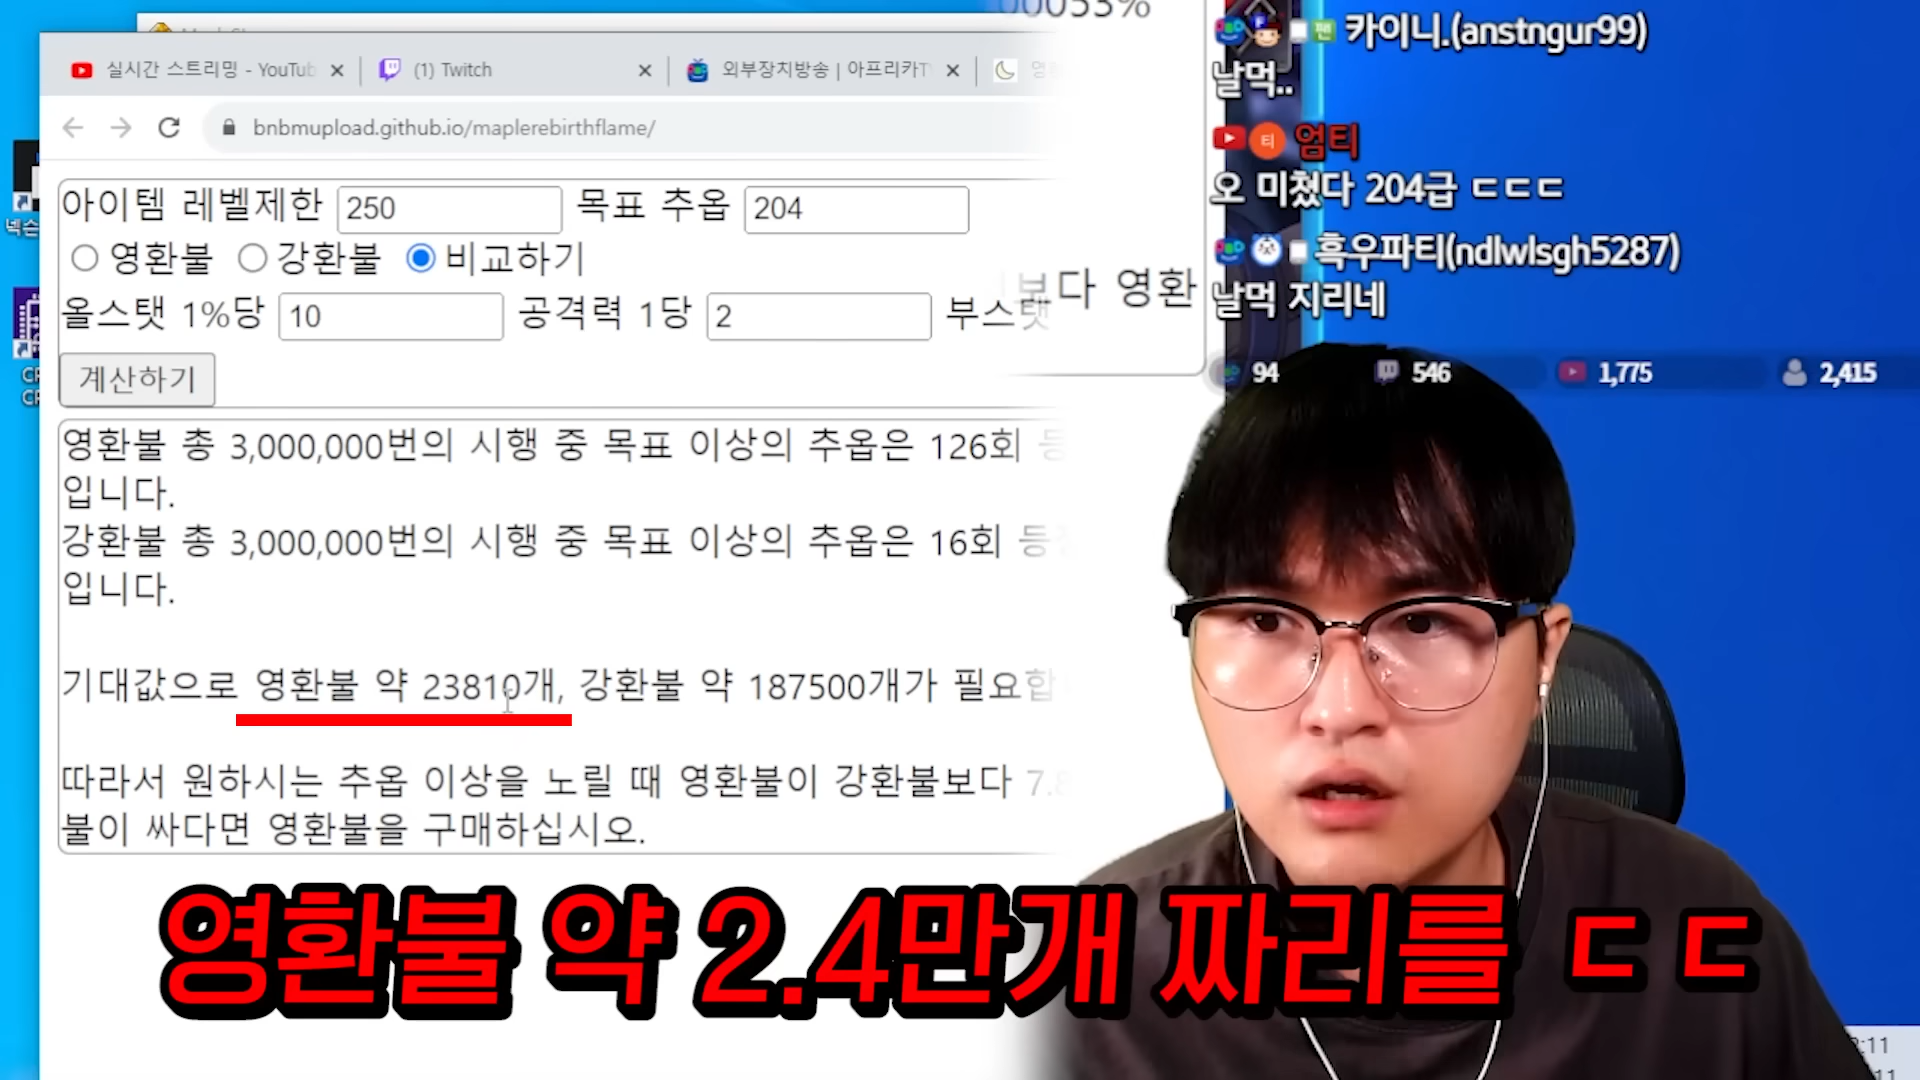 실시간 스트리밍 - YouTub
(1) Twitch
외부장치방송 | 아프리카T
bnbmupload.github.io/maplerebirthflame/
아이템 레벨제한 250 목표 추옵 204
영환불 강환불 비교하기
올스탯 1%당 10 공격력 1당 2 부스탯
계산하기
영환불 총 3,000,000번의 시행 중 목표 이상의 추옵은 126회
입니다.
강환불 총 3,000,000번의 시행 중 목표 이상의 추옵은 16회 등
입니다.
기대값으로 영환불 약 23810개, 강환불 약 187500개가 필요합
따라서 원하시는 추옵 이상을 노릴 때 영환불이 강환불보다 7.8
불이 싸다면 영환불을 구매하십시오.
00053%
보다 영환
팬 카이니.(anstngur99)
날먹..
티 엄티
오 미쳤다 204급 ㄷㄷㄷ
흑우파티(ndlwlsgh5287)
날먹 지리네
94 546 1,775 2,415
넥슨
영환불 약 2.4만개 짜리를 ㄷㄷ